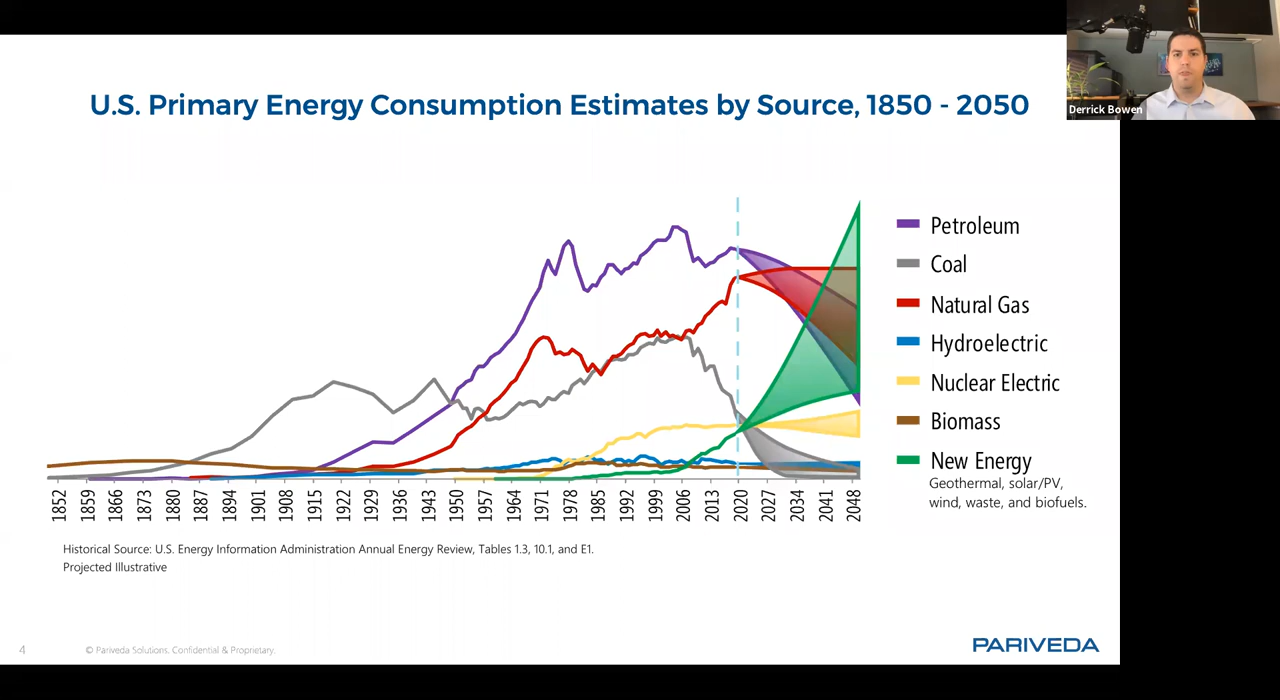 U.S. Primary Energy Consumption Estimates by Source, 1850 - 2050
Derrick Bowen
Petroleum
Coal
Natural Gas
Hydroelectric
Nuclear Electric
Biomass
New Energy
Geothermal, solar/PV,
wind, waste, and biofuels.
1852 1859 1866 1873 1880 1887 1894 1901 1908 1915 1922 1929 1936 1943 1950 1957 1964 1971 1978 1985 1992 1999 2006 2013 2020 2027 2034 2041 2048
Historical Source: U.S. Energy Information Administration Annual Energy Review, Tables 1.3, 10.1, and E1.
Projected Illustrative
4
© Pariveda Solutions. Confidential & Proprietary.
PARIVEDA